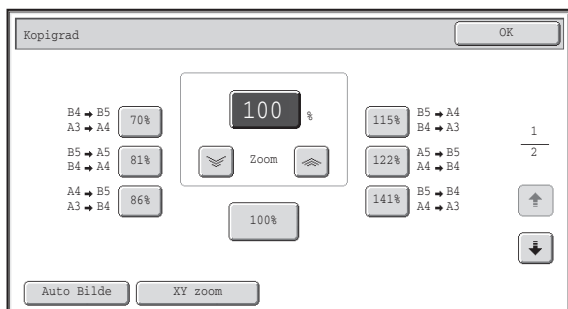 Kopigrad
OK
B4 → B5
A3 → A4
70%
B5 → A5
B4 → A4
81%
A4 → B5
A3 → B4
86%
100 %
Zoom
100%
115%
B5 → A4
B4 → A3
122%
A5 → B5
A4 → B4
141%
B5 → B4
A4 → A3
1
2
Auto Bilde
XY zoom